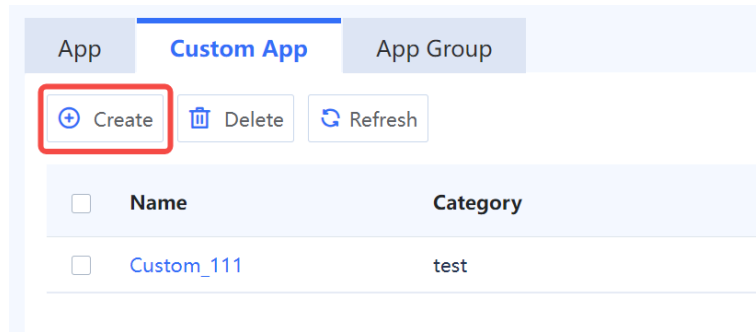 App Custom App App Group
Create Delete Refresh
Name Category
Custom_111 test